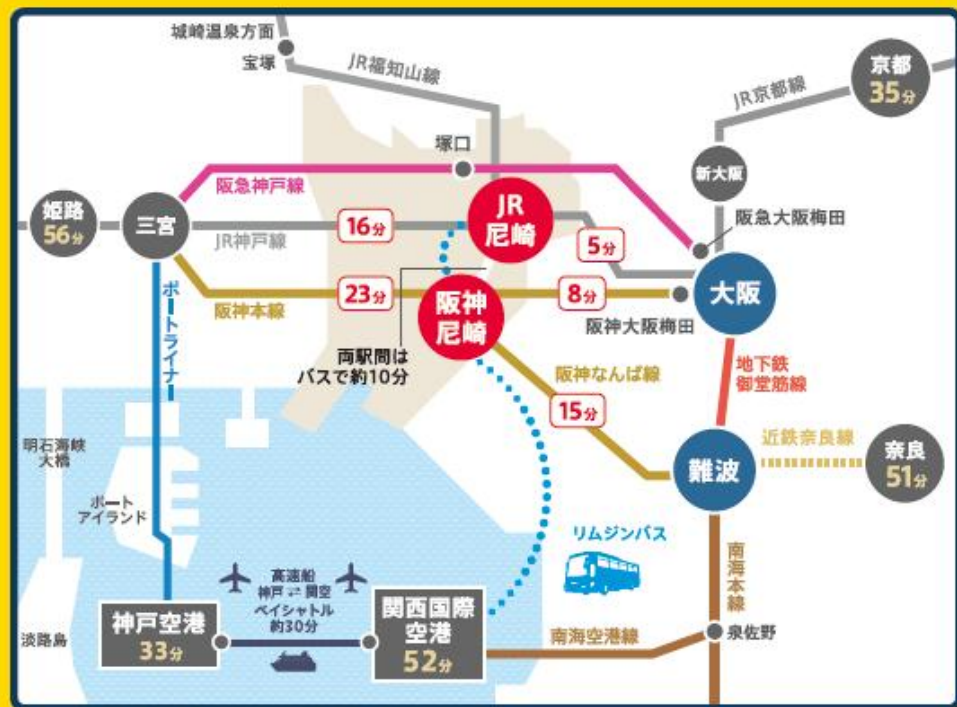 城崎温泉方面
宝塚
JR福知山線
京都
35分
JR京都線
塚口
新大阪
阪急神戸線
JR
尼崎
阪急大阪梅田
姫路
56分
三宮
JR神戸線
16分
5分
大阪
阪神本線
23分
阪神
尼崎
8分
阪神大阪梅田
ポートライナー
両駅間は
バスで約10分
阪神なんば線
地下鉄
御堂筋線
15分
近鉄奈良線
明石海峡
大橋
難波
奈良
51分
ポート
アイランド
リムジンバス
高速船
神戸⇌関空
ベイシャトル
約30分
南海本線
神戸空港
33分
関西国際
空港
52分
淡路島
南海空港線
泉佐野